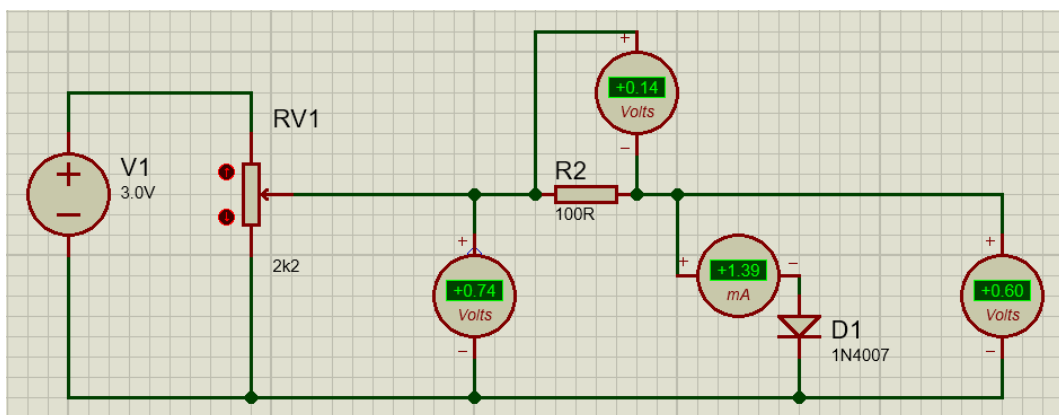 +0.14
Volts
RV1
V1
3.0V
R2
100R
2k2
+0.74
Volts
+1.39
mA
D1
1N4007
+0.60
Volts